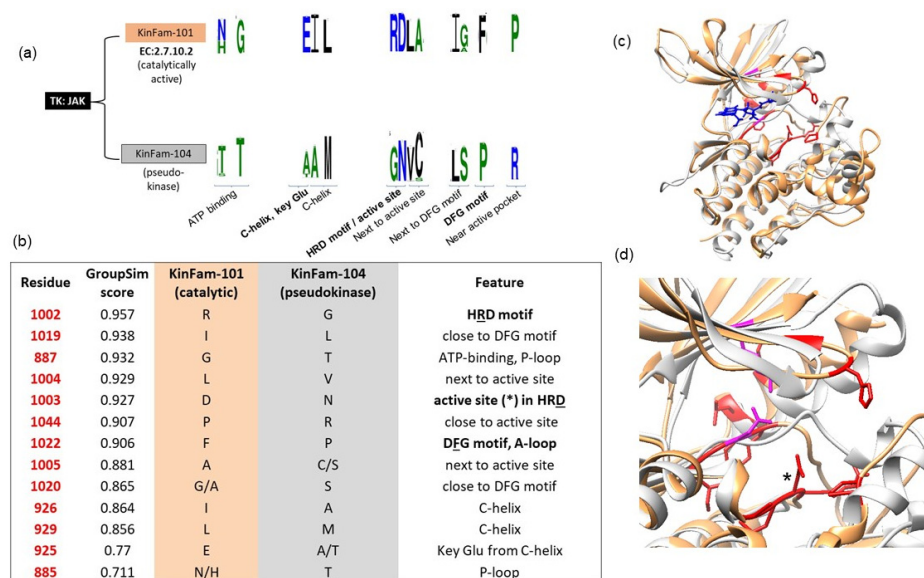 (a)
KinFam-101
EC:2.7.10.2
(catalytically
active)
TK: JAK
KinFam-104
(pseudo-
kinase)
N G EI L RDLA IG F P
H
I T AA M GNVC LS P R
ATP binding
C-helix, key Glu
C-helix
HRD motif / active site
Next to active site
Next to DFG motif
DFG motif
Near active pocket
(b)
Residue GroupSim score KinFam-101 (catalytic) KinFam-104 (pseudokinase) Feature
1002 0.957 R G HRD motif
1019 0.938 I L close to DFG motif
887 0.932 G T ATP-binding, P-loop
1004 0.929 L V next to active site
1003 0.927 D N active site (*) in HRD
1044 0.907 P R close to active site
1022 0.906 F P DFG motif, A-loop
1005 0.881 A C/S next to active site
1020 0.865 G/A S close to DFG motif
926 0.864 I A C-helix
929 0.856 L M C-helix
925 0.77 E A/T Key Glu from C-helix
885 0.711 N/H T P-loop
(c)
(d)
*